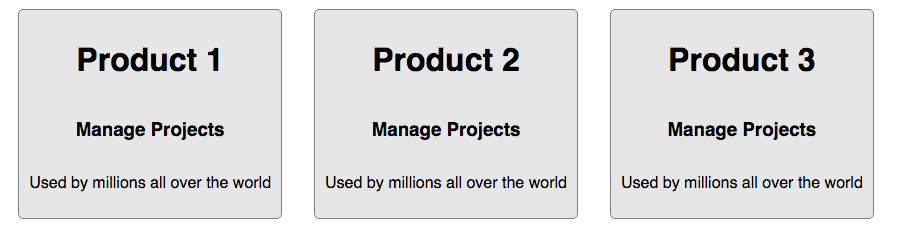 Product 1
Manage Projects
Used by millions all over the world
Product 2
Manage Projects
Used by millions all over the world
Product 3
Manage Projects
Used by millions all over the world